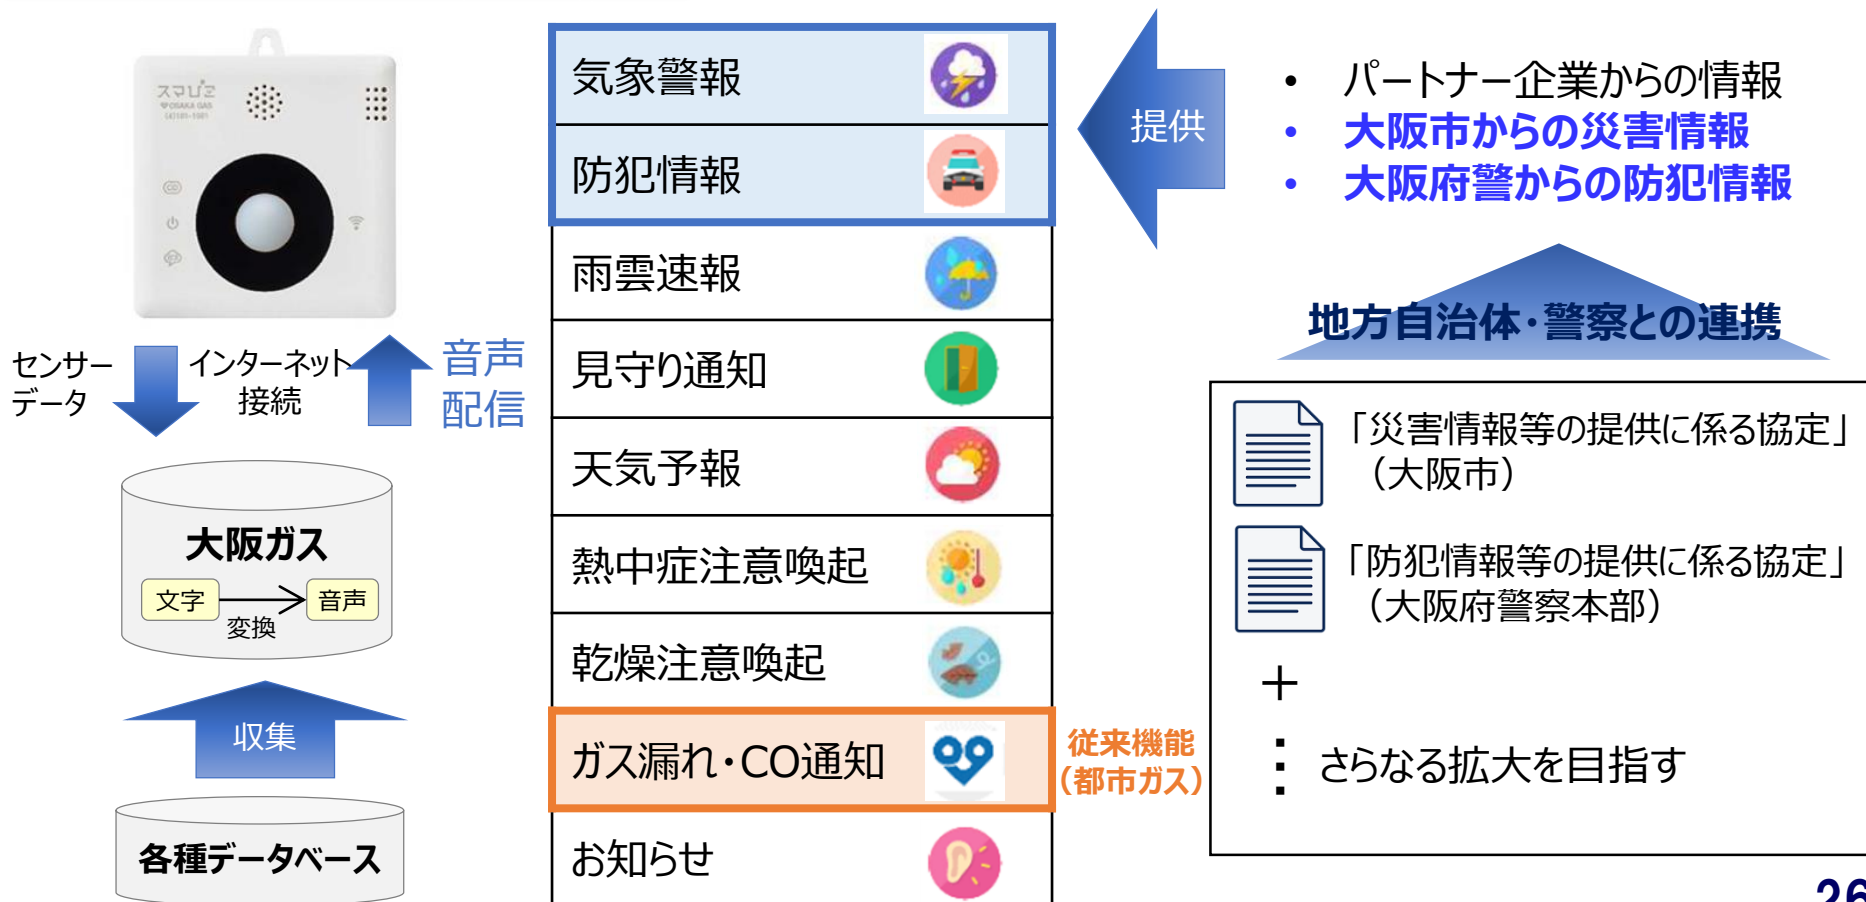 スマぴこ
OSAKA GAS
CO
センサー
データ
インターネット
接続
音声
配信
大阪ガス
文字
音声
変換
収集
各種データベース
気象警報
防犯情報
雨雲速報
見守り通知
天気予報
熱中症注意喚起
乾燥注意喚起
ガス漏れ・CO通知
お知らせ
従来機能
（都市ガス）
提供
• パートナー企業からの情報
• 大阪市からの災害情報
• 大阪府警からの防犯情報
地方自治体・警察との連携
「災害情報等の提供に係る協定」
（大阪市）
「防犯情報等の提供に係る協定」
（大阪府警察本部）
＋
さらなる拡大を目指す
26